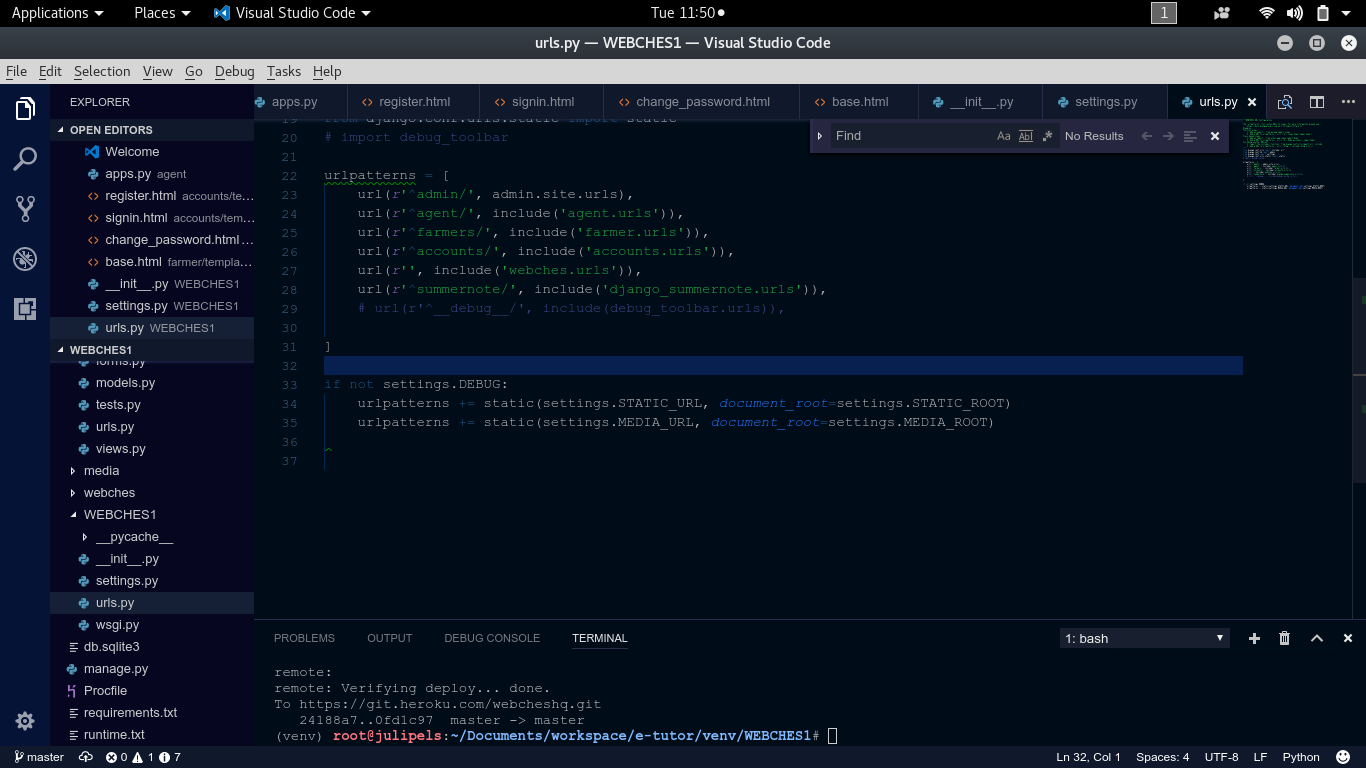 Applications Places Visual Studio Code Tue 11:50 1
urls.py — WEBCHES1 — Visual Studio Code
File Edit Selection View Go Debug Tasks Help
EXPLORER
OPEN EDITORS
Welcome
apps.py agent
register.html accounts/te...
signin.html accounts/tem...
change_password.html ...
base.html farmer/templa...
__init__.py WEBCHES1
settings.py WEBCHES1
urls.py WEBCHES1
WEBCHES1
forms.py
models.py
tests.py
urls.py
views.py
media
webches
WEBCHES1
__pycache__
__init__.py
settings.py
urls.py
wsgi.py
db.sqlite3
manage.py
Procfile
requirements.txt
runtime.txt
apps.py register.html signin.html change_password.html base.html __init__.py settings.py urls.py
Find Aa Abl .* No Results
19 from django.conf.urls.static import static
20 # import debug_toolbar
21
22 urlpatterns = [
23 url(r'^admin/', admin.site.urls),
24 url(r'^agent/', include('agent.urls')),
25 url(r'^farmers/', include('farmer.urls')),
26 url(r'^accounts/', include('accounts.urls')),
27 url(r'', include('webches.urls')),
28 url(r'^summernote/', include('django_summernote.urls')),
29 # url(r'^__debug__/', include(debug_toolbar.urls)),
30
31 ]
32
33 if not settings.DEBUG:
34 urlpatterns += static(settings.STATIC_URL, document_root=settings.STATIC_ROOT)
35 urlpatterns += static(settings.MEDIA_URL, document_root=settings.MEDIA_ROOT)
36
37
PROBLEMS OUTPUT DEBUG CONSOLE TERMINAL 1: bash
remote:
remote: Verifying deploy... done.
To https://git.heroku.com/webcheshq.git
24188a7..0fd1c97 master -> master
(venv) root@julipels:~/Documents/workspace/e-tutor/venv/WEBCHES1#
master 0 1 7 Ln 32, Col 1 Spaces: 4 UTF-8 LF Python